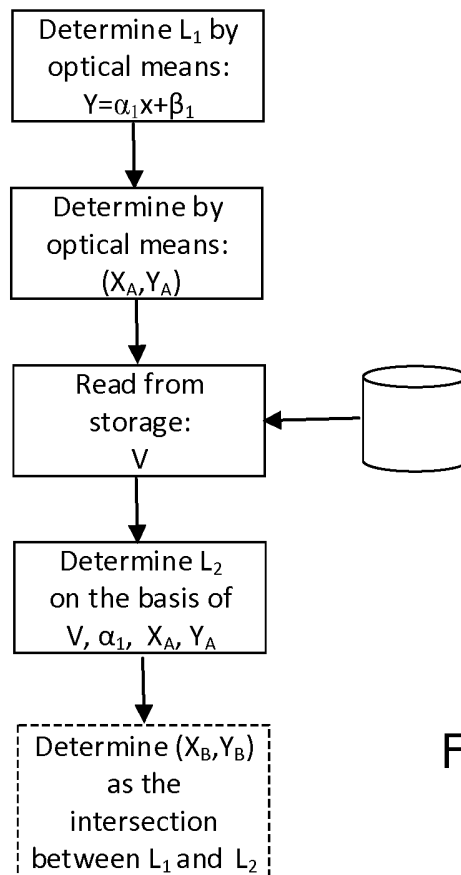 Determine L₁ by
optical means:
Y=α₁x+β₁
Determine by
optical means:
(X_A,Y_A)
Read from
storage:
V
Determine L₂
on the basis of
V, α₁, X_A, Y_A
Determine (X_B,Y_B)
as the
intersection
between L₁ and L₂
F